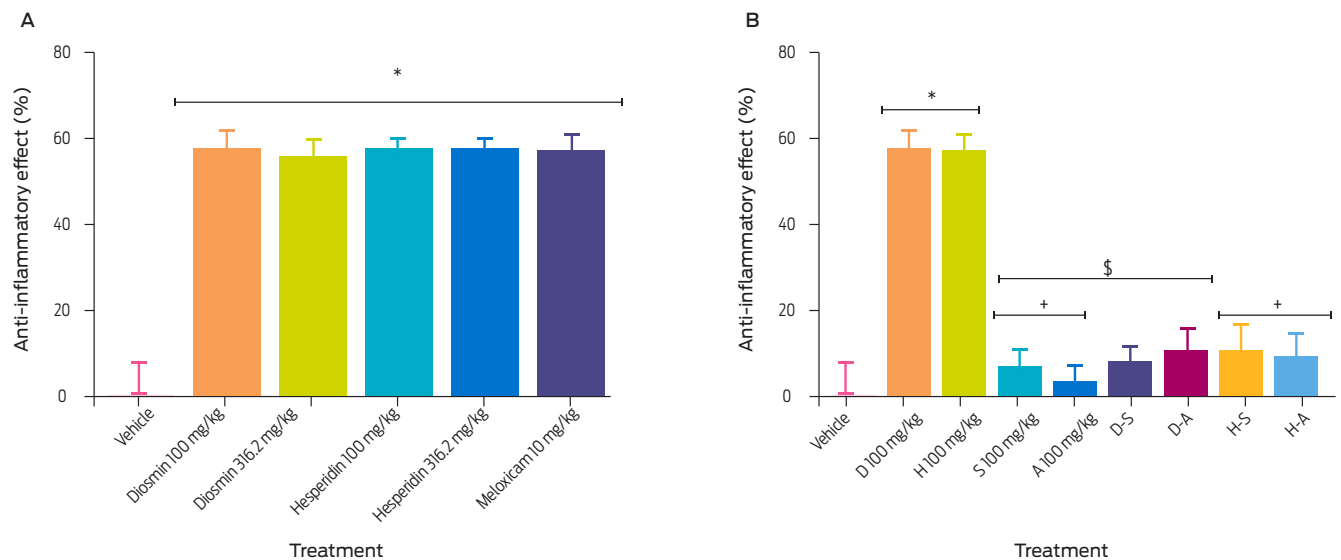 A
Anti-inflammatory effect (%)
80
60
40
20
0
*
Vehicle
Diosmin 100 mg/kg
Diosmin 316.2 mg/kg
Hesperidin 100 mg/kg
Hesperidin 316.2 mg/kg
Meloxicam 10 mg/kg
Treatment
B
Anti-inflammatory effect (%)
80
60
40
20
0
*
$
+
+
Vehicle
D 100 mg/kg
H 100 mg/kg
S 100 mg/kg
A 100 mg/kg
D-S
D-A
H-S
H-A
Treatment